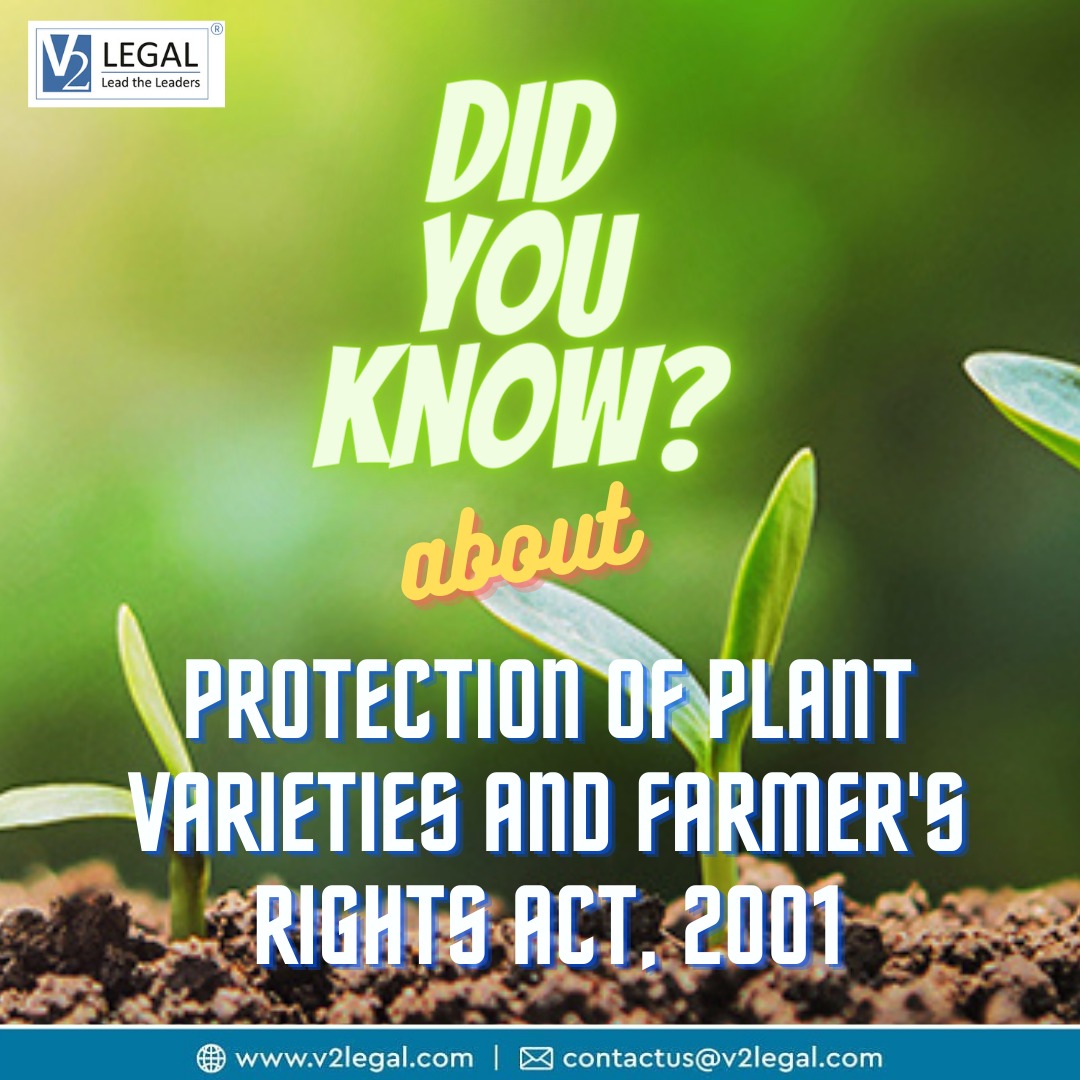 V2 LEGAL ®
Lead the Leaders
DID
YOU
KNOW?
about
PROTECTION OF PLANT
VARIETIES AND FARMER'S
RIGHTS ACT, 2001
www.v2legal.com | contactus@v2legal.com